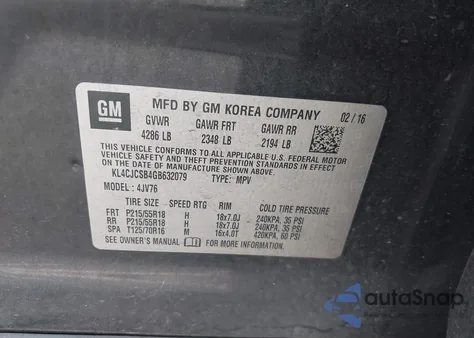 GM
MFD BY GM KOREA COMPANY
02 / 16
GVWR GAWR FRT GAWR RR
4286 LB 2348 LB 2194 LB
THIS VEHICLE CONFORMS TO ALL APPLICABLE U.S. FEDERAL MOTOR
VEHICLE SAFETY, BUMPER, AND THEFT PREVENTION STANDARDS IN EFFECT ON THE
DATE OF MANUFACTURE SHOWN ABOVE.
KL4CJCSB4GB632079 TYPE: MPV
MODEL: 4JV76
TIRE SIZE SPEED RTG RIM COLD TIRE PRESSURE
FRT P215/55R18 H 18x7.0J 240KPA, 35 PSI
RR P215/55R18 H 18x7.0J 240KPA, 35 PSI
SPA T125/70R16 M 16x4.0T 420KPA, 60 PSI
SEE OWNER'S MANUAL FOR MORE INFORMATION.
autoSnap